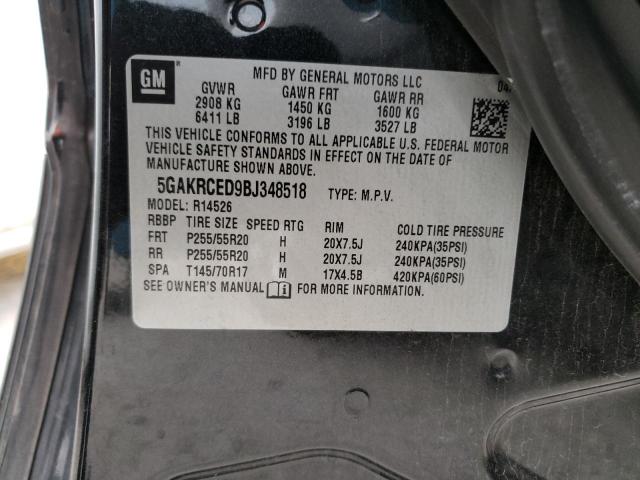 GM
MFD BY GENERAL MOTORS LLC
GVWR GAWR FRT GAWR RR
2908 KG 1450 KG 1600 KG
6411 LB 3196 LB 3527 LB
THIS VEHICLE CONFORMS TO ALL APPLICABLE U.S. FEDERAL MOTOR
VEHICLE SAFETY STANDARDS IN EFFECT ON THE DATE OF
MANUFACTURE SHOWN ABOVE.
5GAKRCED9BJ348518 TYPE: M.P.V.
MODEL: R14526
RBBP TIRE SIZE SPEED RTG RIM COLD TIRE PRESSURE
FRT P255/55R20 H 20X7.5J 240KPA(35PSI)
RR P255/55R20 H 20X7.5J 240KPA(35PSI)
SPA T145/70R17 M 17X4.5B 420KPA(60PSI)
SEE OWNER'S MANUAL FOR MORE INFORMATION.